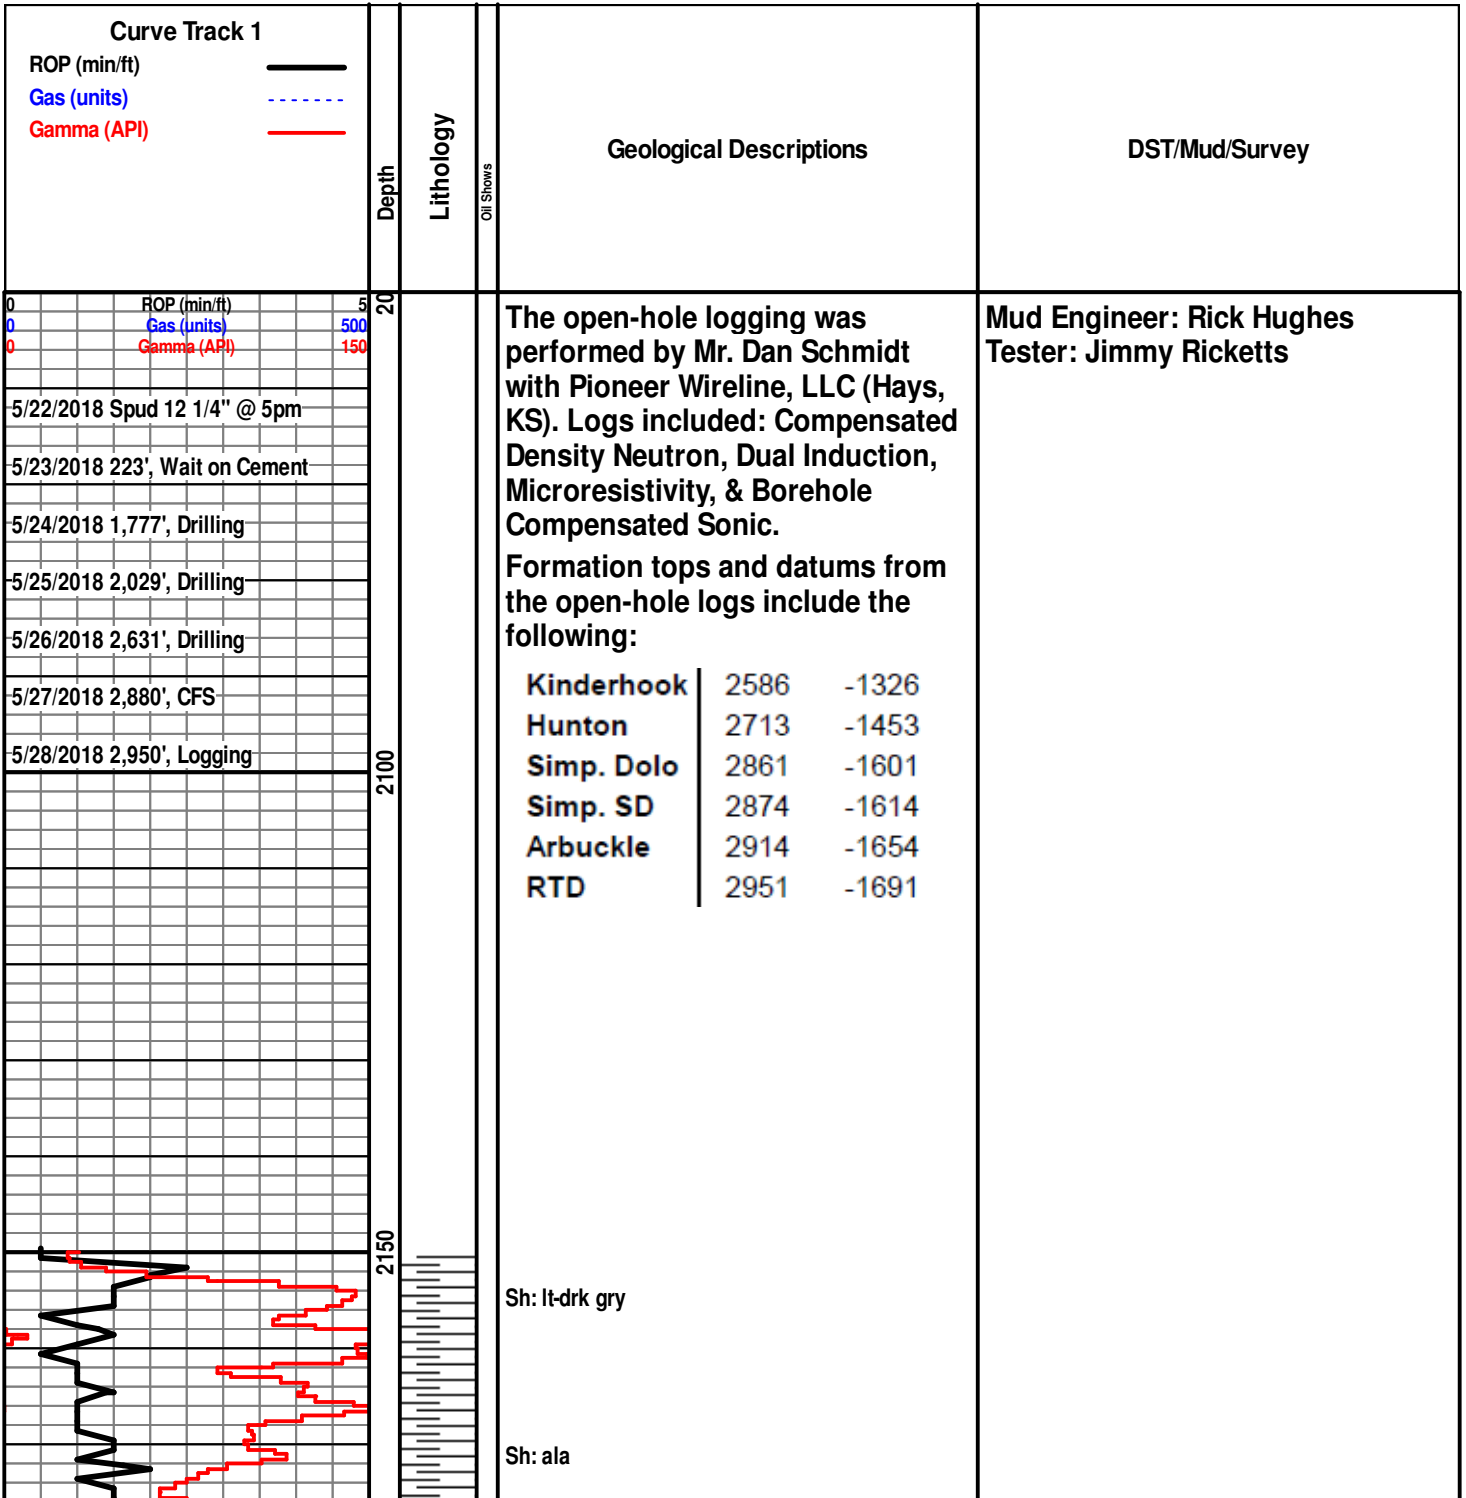 Curve Track 1
ROP (min/ft)
Gas (units)
Gamma (API)
Depth
Lithology
Oil Shows
Geological Descriptions
DST/Mud/Survey
0 ROP (min/ft) 5
0 Gas (units) 500
0 Gamma (API) 150
20
5/22/2018 Spud 12 1/4" @ 5pm
5/23/2018 223', Wait on Cement
5/24/2018 1,777', Drilling
5/25/2018 2,029', Drilling
5/26/2018 2,631', Drilling
5/27/2018 2,880', CFS
5/28/2018 2,950', Logging
2100
2150
The open-hole logging was
performed by Mr. Dan Schmidt
with Pioneer Wireline, LLC (Hays,
KS). Logs included: Compensated
Density Neutron, Dual Induction,
Microresistivity, & Borehole
Compensated Sonic.
Formation tops and datums from
the open-hole logs include the
following:
Kinderhook 2586 -1326
Hunton 2713 -1453
Simp. Dolo 2861 -1601
Simp. SD 2874 -1614
Arbuckle 2914 -1654
RTD 2951 -1691
Sh: lt-drk gry
Sh: ala
Mud Engineer: Rick Hughes
Tester: Jimmy Ricketts